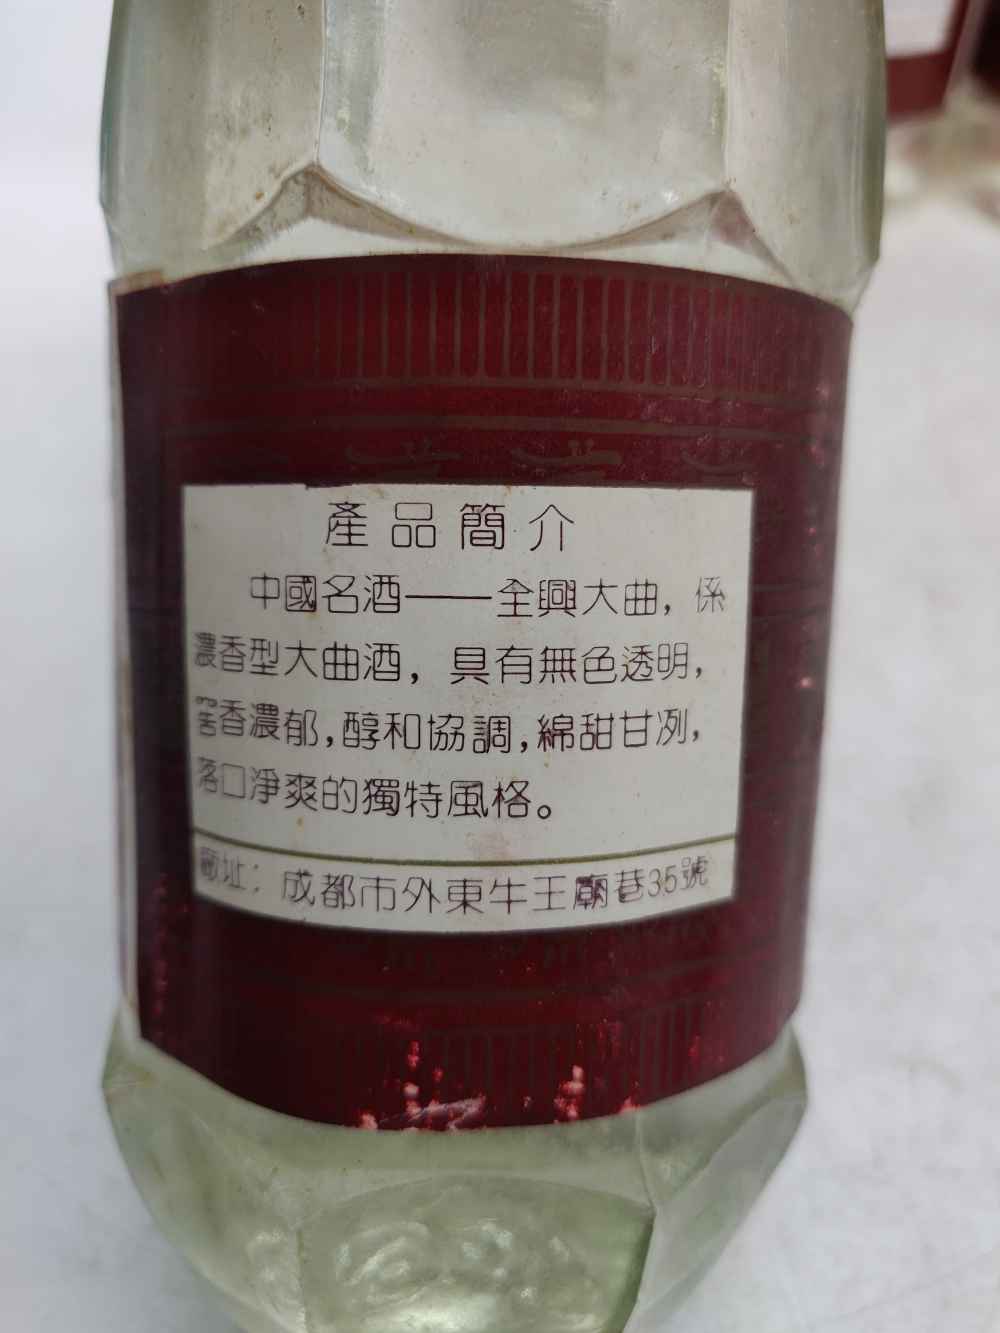 產品簡介
中國名酒——全興大曲，係
濃香型大曲酒，具有無色透明，
窖香濃郁，醇和協調，綿甜甘冽，
落口淨爽的獨特風格。
廠址：成都市外東牛王廟巷35號